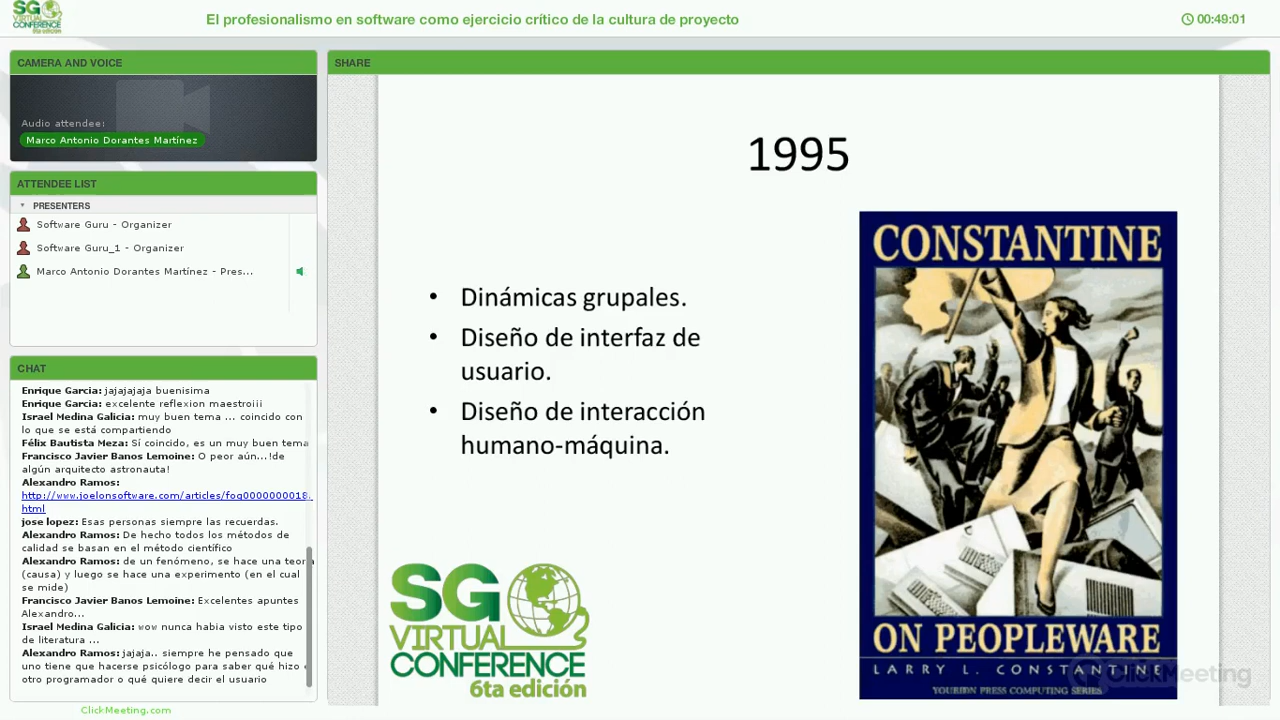 SG
VIRTUAL
CONFERENCE
6ta edición
El profesionalismo en software como ejercicio crítico de la cultura de proyecto
00:49:01
CAMERA AND VOICE
Audio attendee:
Marco Antonio Dorantes Martínez
ATTENDEE LIST
PRESENTERS
Software Guru - Organizer
Software Guru_1 - Organizer
Marco Antonio Dorantes Martínez - Pres...
CHAT
Enrique Garcia: jajajajaja buenisima
Enrique Garcia: excelente reflexion maestroiii
Israel Medina Galicia: muy buen tema ... coincido con
lo que se está compartiendo
Félix Bautista Meza: Sí coincido, es un muy buen tema
Francisco Javier Banos Lemoine: O peor aún...!de
algún arquitecto astronauta!
Alexandro Ramos:
http://www.joelonsoftware.com/articles/fog0000000018.
html
jose lopez: Esas personas siempre las recuerdas.
Alexandro Ramos: De hecho todos los métodos de
calidad se basan en el método científico
Alexandro Ramos: de un fenómeno, se hace una teoría
(causa) y luego se hace una experimento (en el cual
se mide)
Francisco Javier Banos Lemoine: Excelentes apuntes
Alexandro...
Israel Medina Galicia: wow nunca habia visto este tipo
de literatura ...
Alexandro Ramos: jajaja.. siempre he pensado que
uno tiene que hacerse psicólogo para saber qué hizo
otro programador o qué quiere decir el usuario
ClickMeeting.com
SHARE
1995
• Dinámicas grupales.
• Diseño de interfaz de
usuario.
• Diseño de interacción
humano-máquina.
SG
VIRTUAL
CONFERENCE
6ta edición
CONSTANTINE
ON PEOPLEWARE
LARRY L. CONSTANTINE
YOURDON PRESS COMPUTING SERIES
ClickMeeting